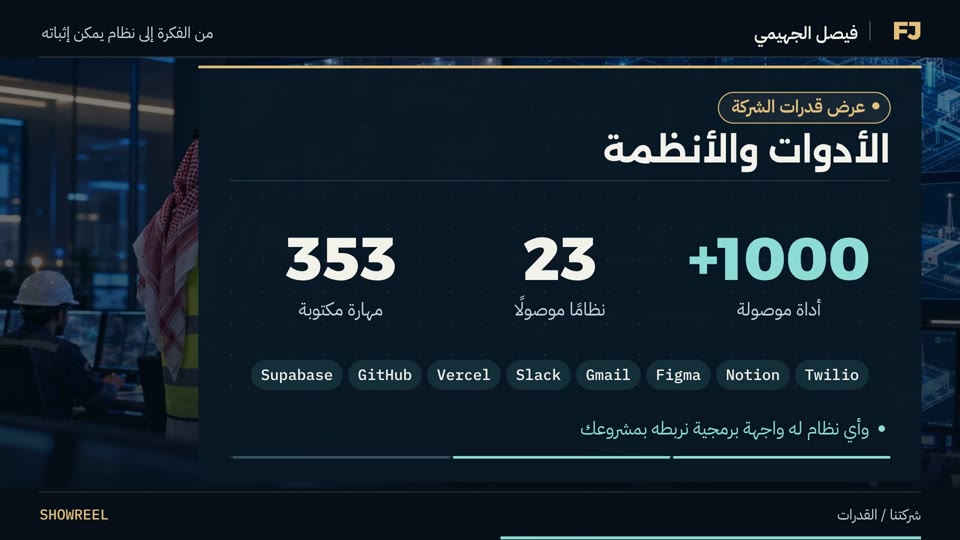 FJ | فيصل الجهيمي
من الفكرة إلى نظام يمكن إثباته
عرض قدرات الشركة
الأدوات والأنظمة
+1000
أداة موصولة
23
نظامًا موصولًا
353
مهارة مكتوبة
Supabase GitHub Vercel Slack Gmail Figma Notion Twilio
وأي نظام له واجهة برمجية نربطه بمشروعك
شركتنا / القدرات
SHOWREEL